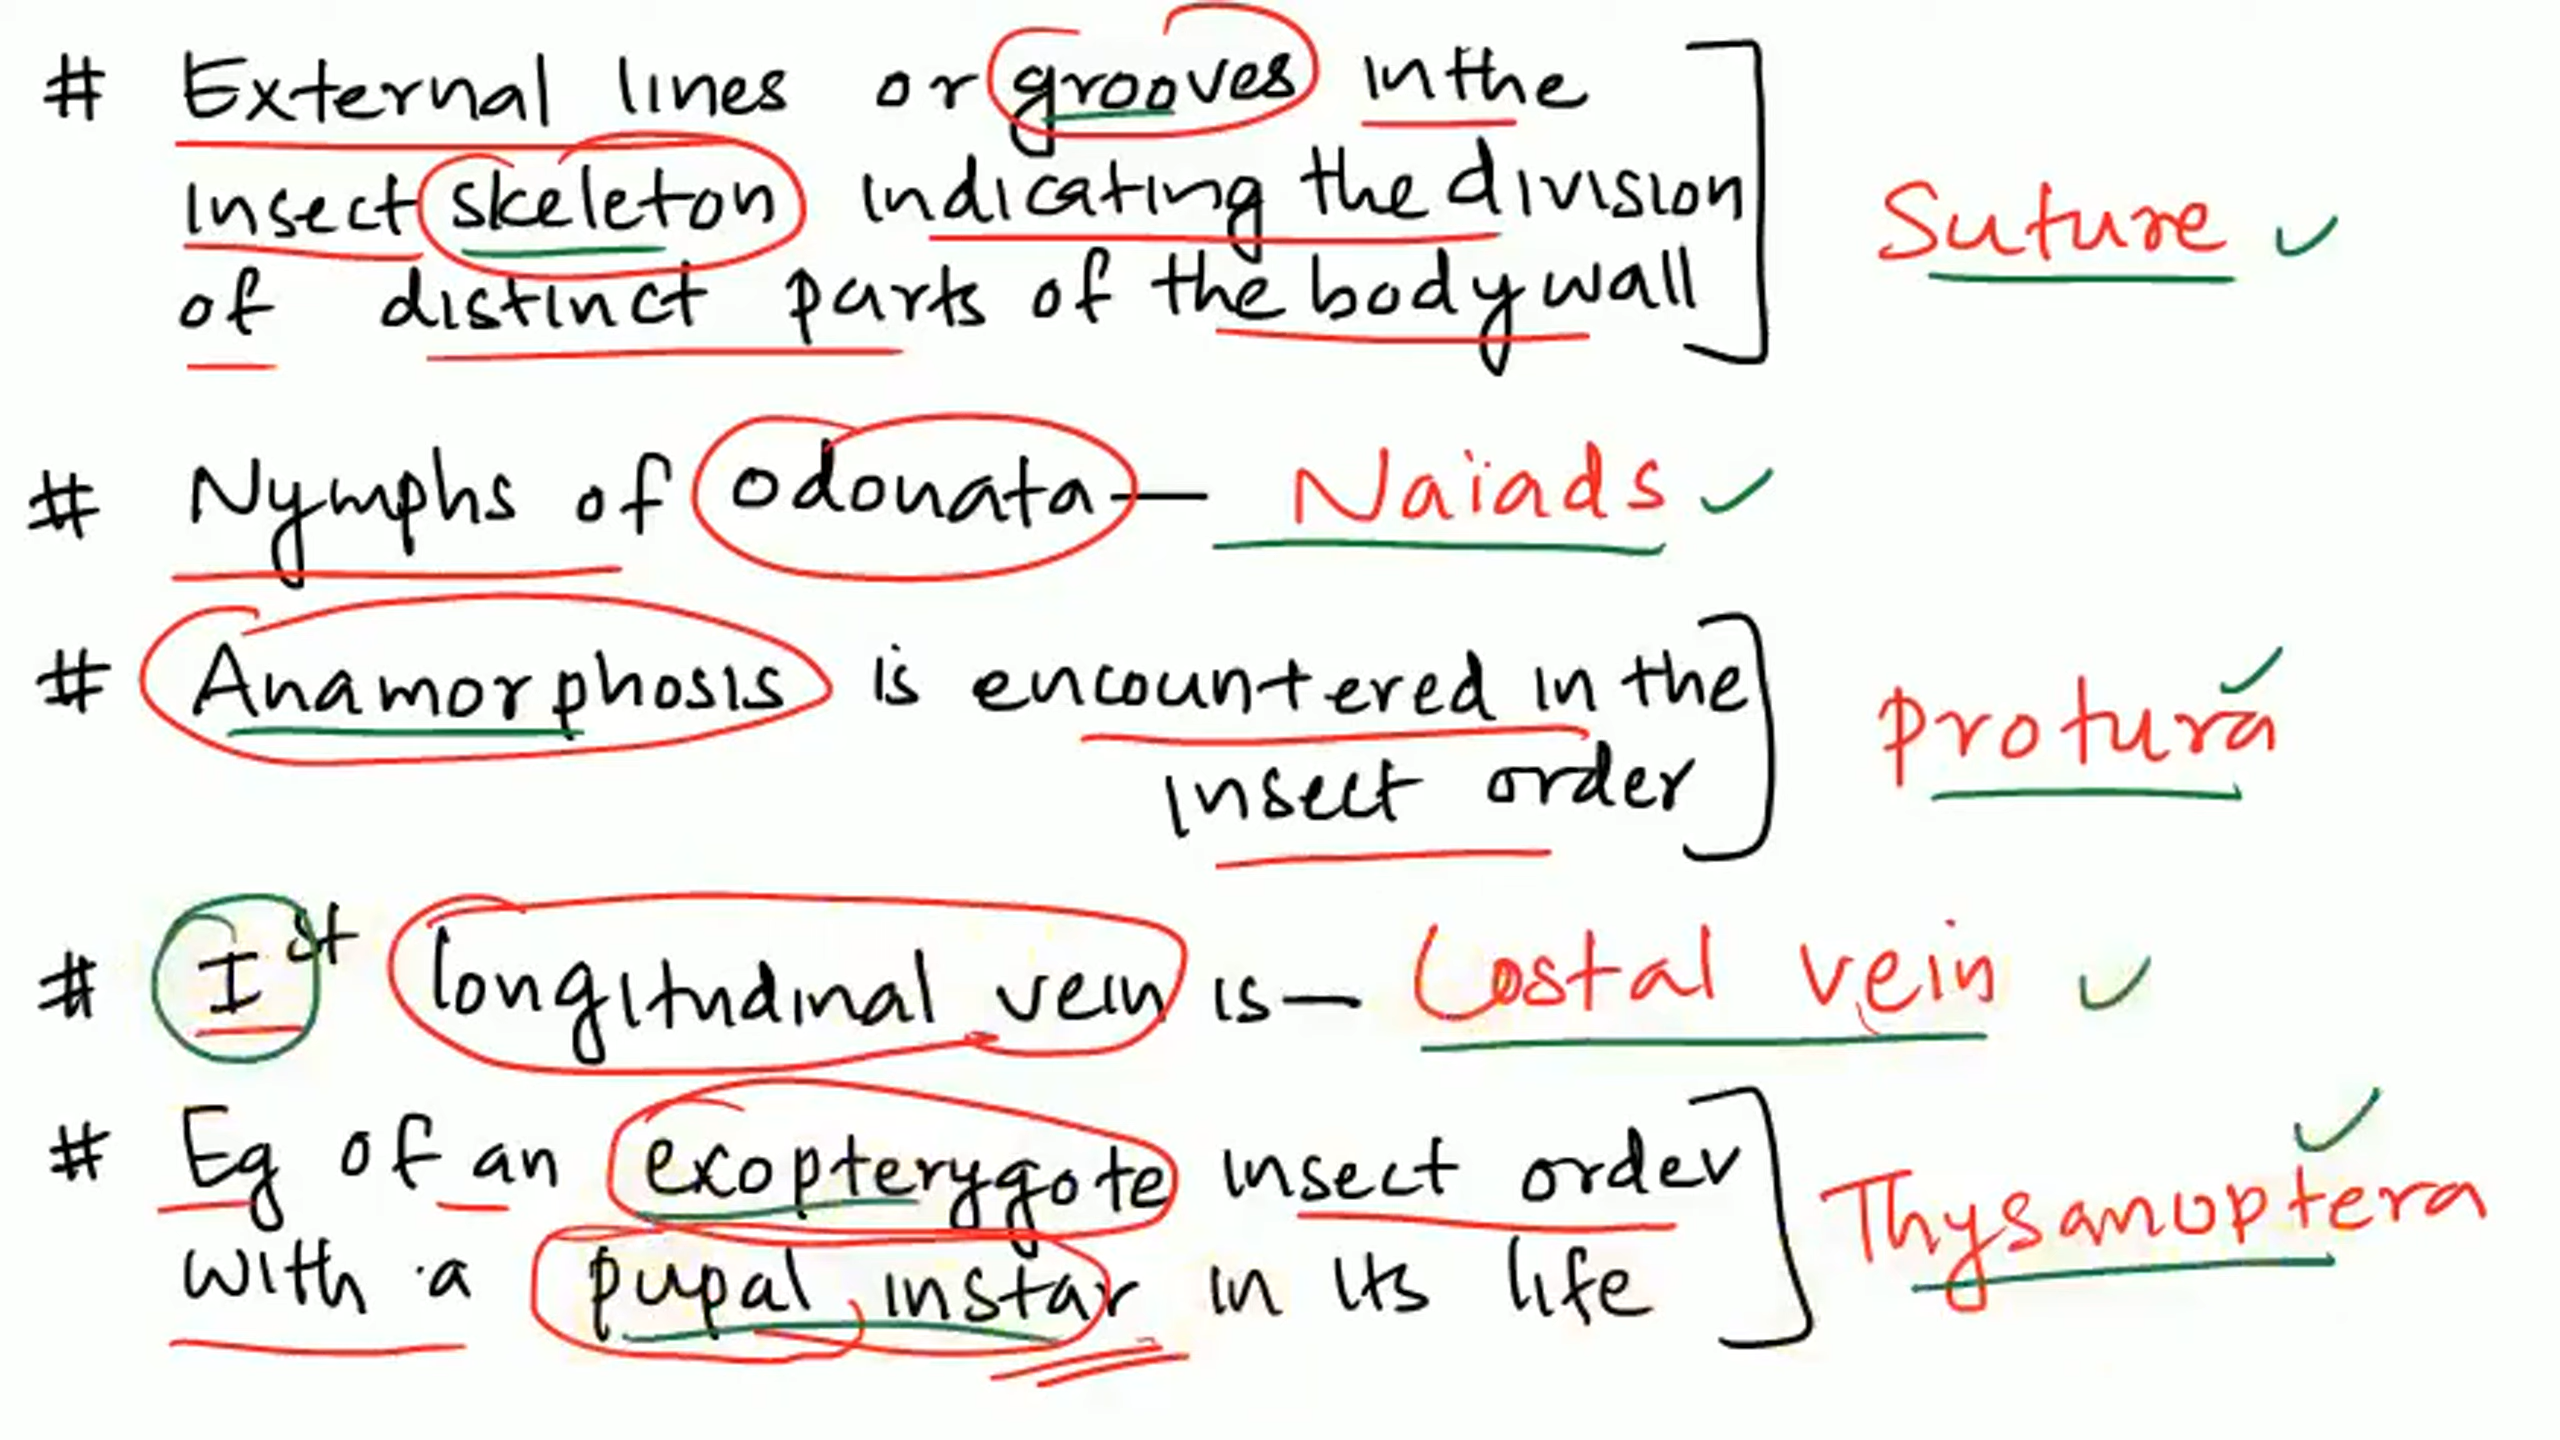 # External lines or grooves in the
insect skeleton indicating the division
of distinct parts of the body wall
Suture ✓
# Nymphs of odonata — Naiads ✓
# Anamorphosis is encountered in the
insect order
protura ✓
# Ist longitudinal vein is — Costal vein ✓
# Eg of an exopterygote insect order
with a pupal instar in its life
Thysanoptera ✓